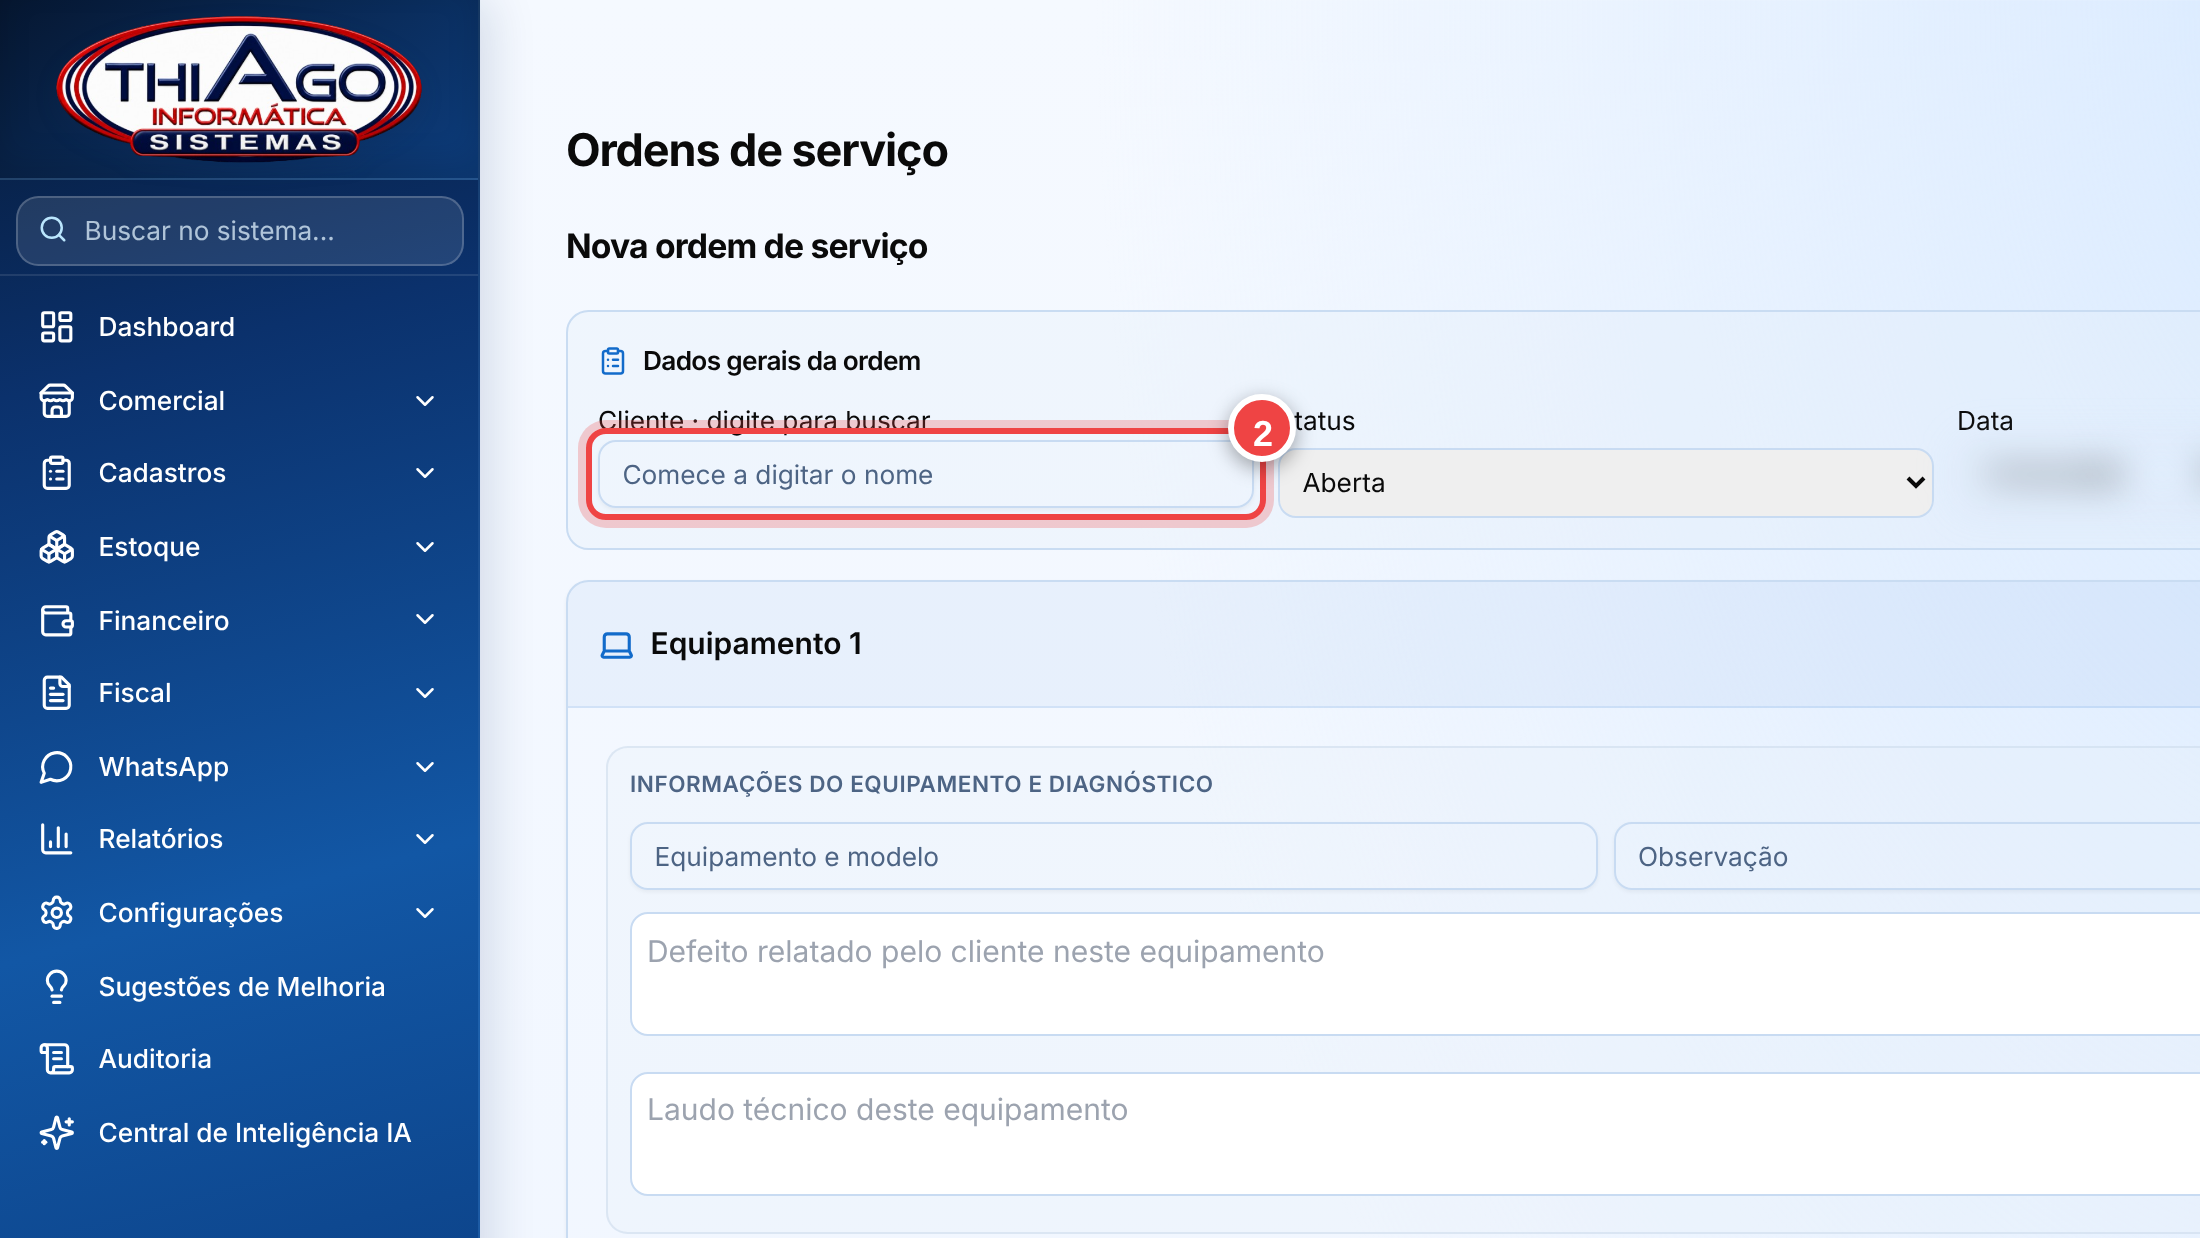 THIAGO
INFORMÁTICA
SISTEMAS
Buscar no sistema...
Dashboard
Comercial
Cadastros
Estoque
Financeiro
Fiscal
WhatsApp
Relatórios
Configurações
Sugestões de Melhoria
Auditoria
Central de Inteligência IA
Ordens de serviço
Nova ordem de serviço
Dados gerais da ordem
Cliente · digite para buscar
Comece a digitar o nome
2
tatus
Aberta
Data
Equipamento 1
INFORMAÇÕES DO EQUIPAMENTO E DIAGNÓSTICO
Equipamento e modelo
Observação
Defeito relatado pelo cliente neste equipamento
Laudo técnico deste equipamento